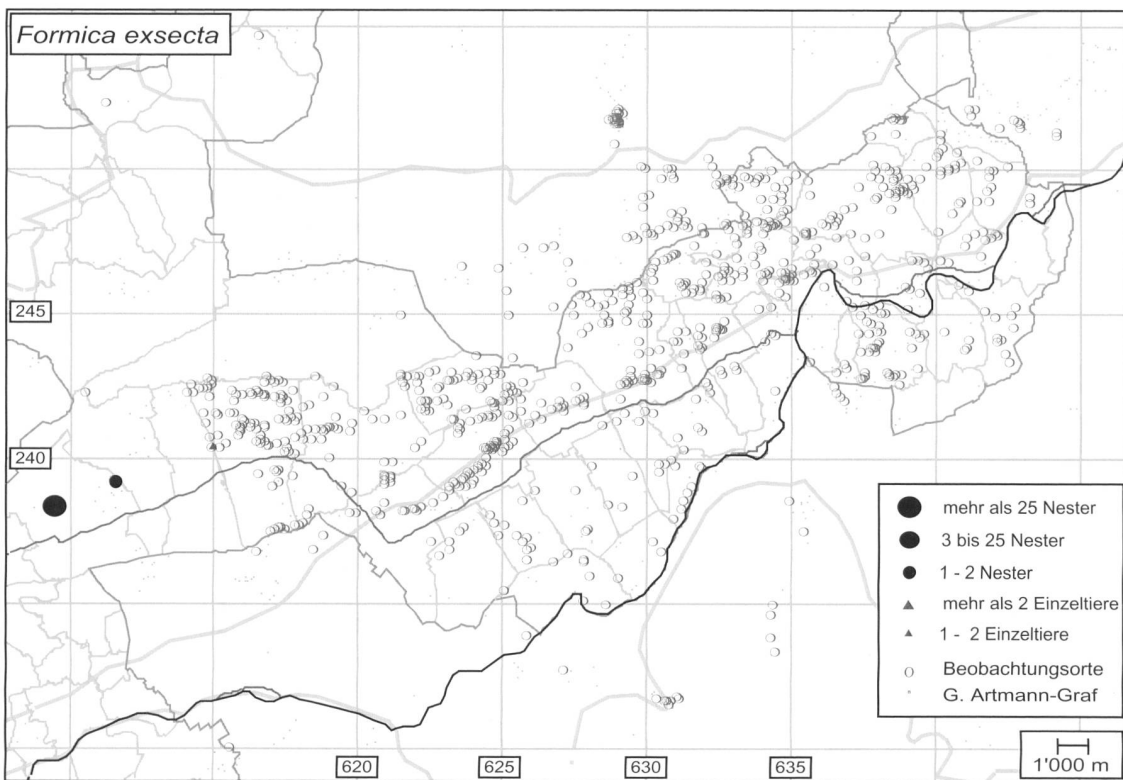 Formica exsecta
245
240
mehr als 25 Nester
3 bis 25 Nester
1 - 2 Nester
mehr als 2 Einzeltiere
1 - 2 Einzeltiere
Beobachtungsorte
G. Artmann-Graf
620
625
630
635
1'000 m